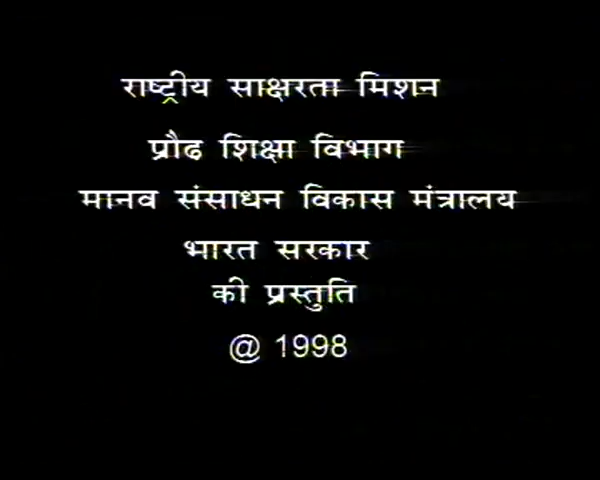 राष्ट्रीय साक्षरता मिशन
प्रौढ शिक्षा विभाग
मानव संसाधन विकास मंत्रालय
भारत सरकार
की प्रस्तुति
@ 1998